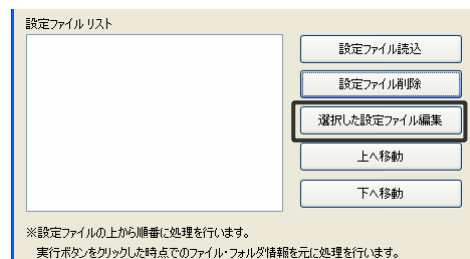 設定ファイル リスト
設定ファイル読込
設定ファイル削除
選択した設定ファイル編集
上へ移動
下へ移動
※設定ファイルの上から順番に処理を行います。
実行ボタンをクリックした時点でのファイル・フォルダ情報を元に処理を行います。